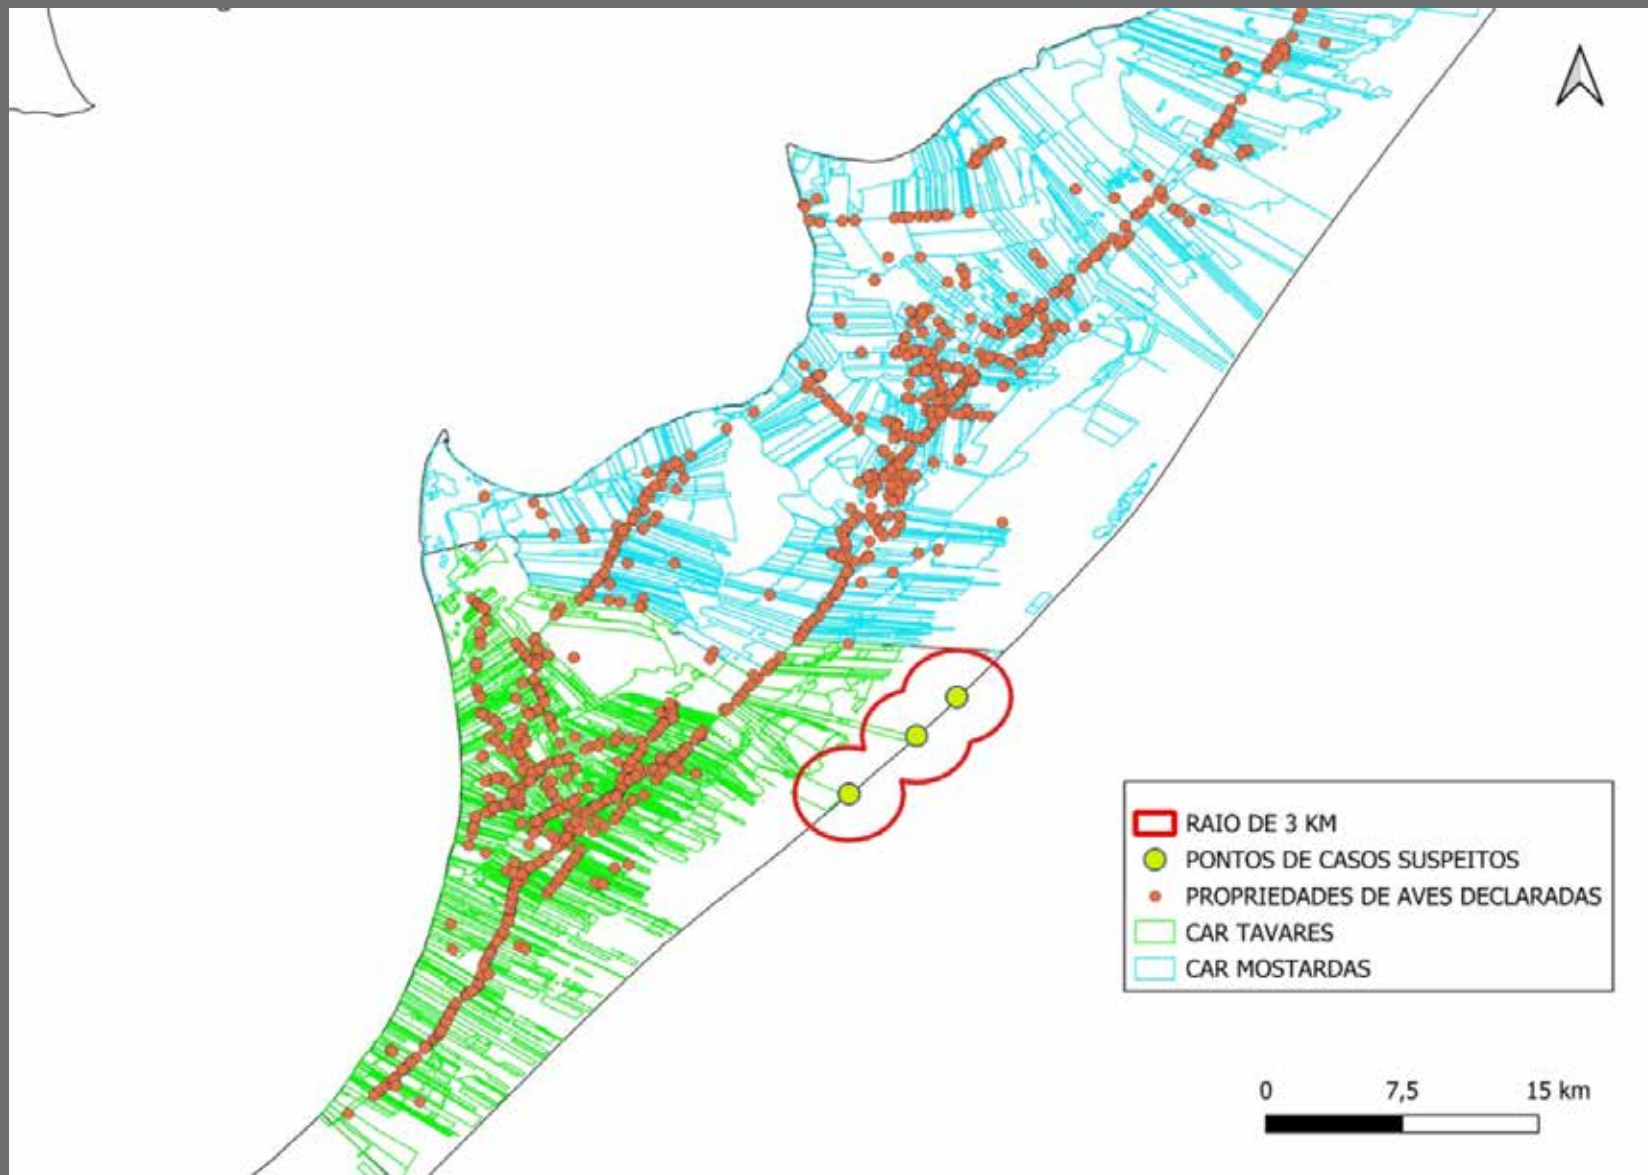 RAIO DE 3 KM
PONTOS DE CASOS SUSPEITOS
PROPRIEDADES DE AVES DECLARADAS
CAR TAVARES
CAR MOSTARDAS
0 7,5 15 km